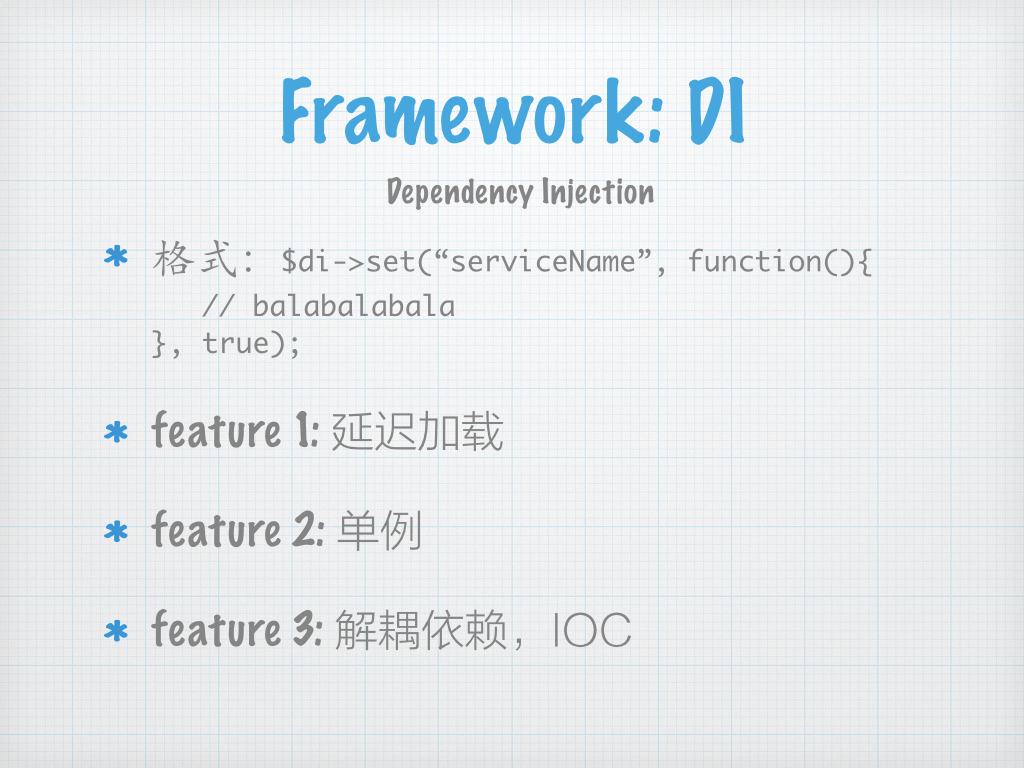 Framework: DI
Dependency Injection
* 格式: $di->set(“serviceName”, function(){
// balabalabala
}, true);
* feature 1: 延迟加载
* feature 2: 单例
* feature 3: 解耦依赖，IOC